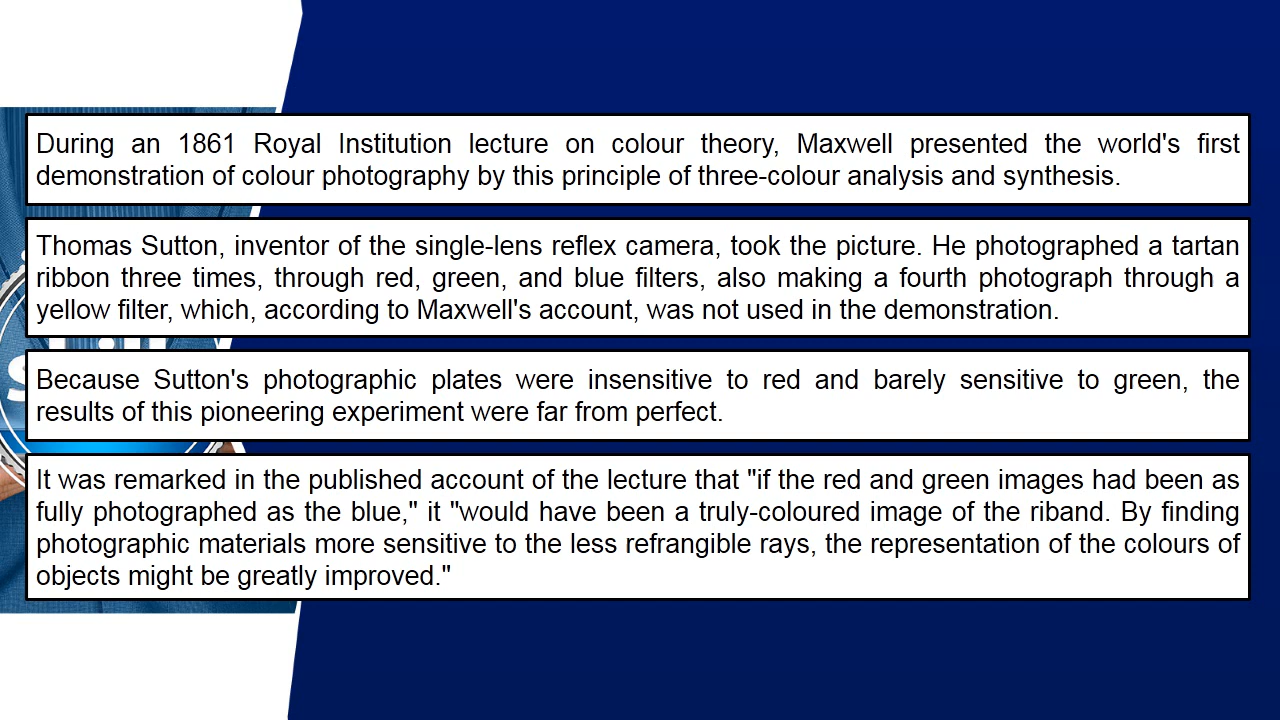 During an 1861 Royal Institution lecture on colour theory, Maxwell presented the world's first
demonstration of colour photography by this principle of three-colour analysis and synthesis.
Thomas Sutton, inventor of the single-lens reflex camera, took the picture. He photographed a tartan
ribbon three times, through red, green, and blue filters, also making a fourth photograph through a
yellow filter, which, according to Maxwell's account, was not used in the demonstration.
Because Sutton's photographic plates were insensitive to red and barely sensitive to green, the
results of this pioneering experiment were far from perfect.
It was remarked in the published account of the lecture that "if the red and green images had been as
fully photographed as the blue," it "would have been a truly-coloured image of the riband. By finding
photographic materials more sensitive to the less refrangible rays, the representation of the colours of
objects might be greatly improved."